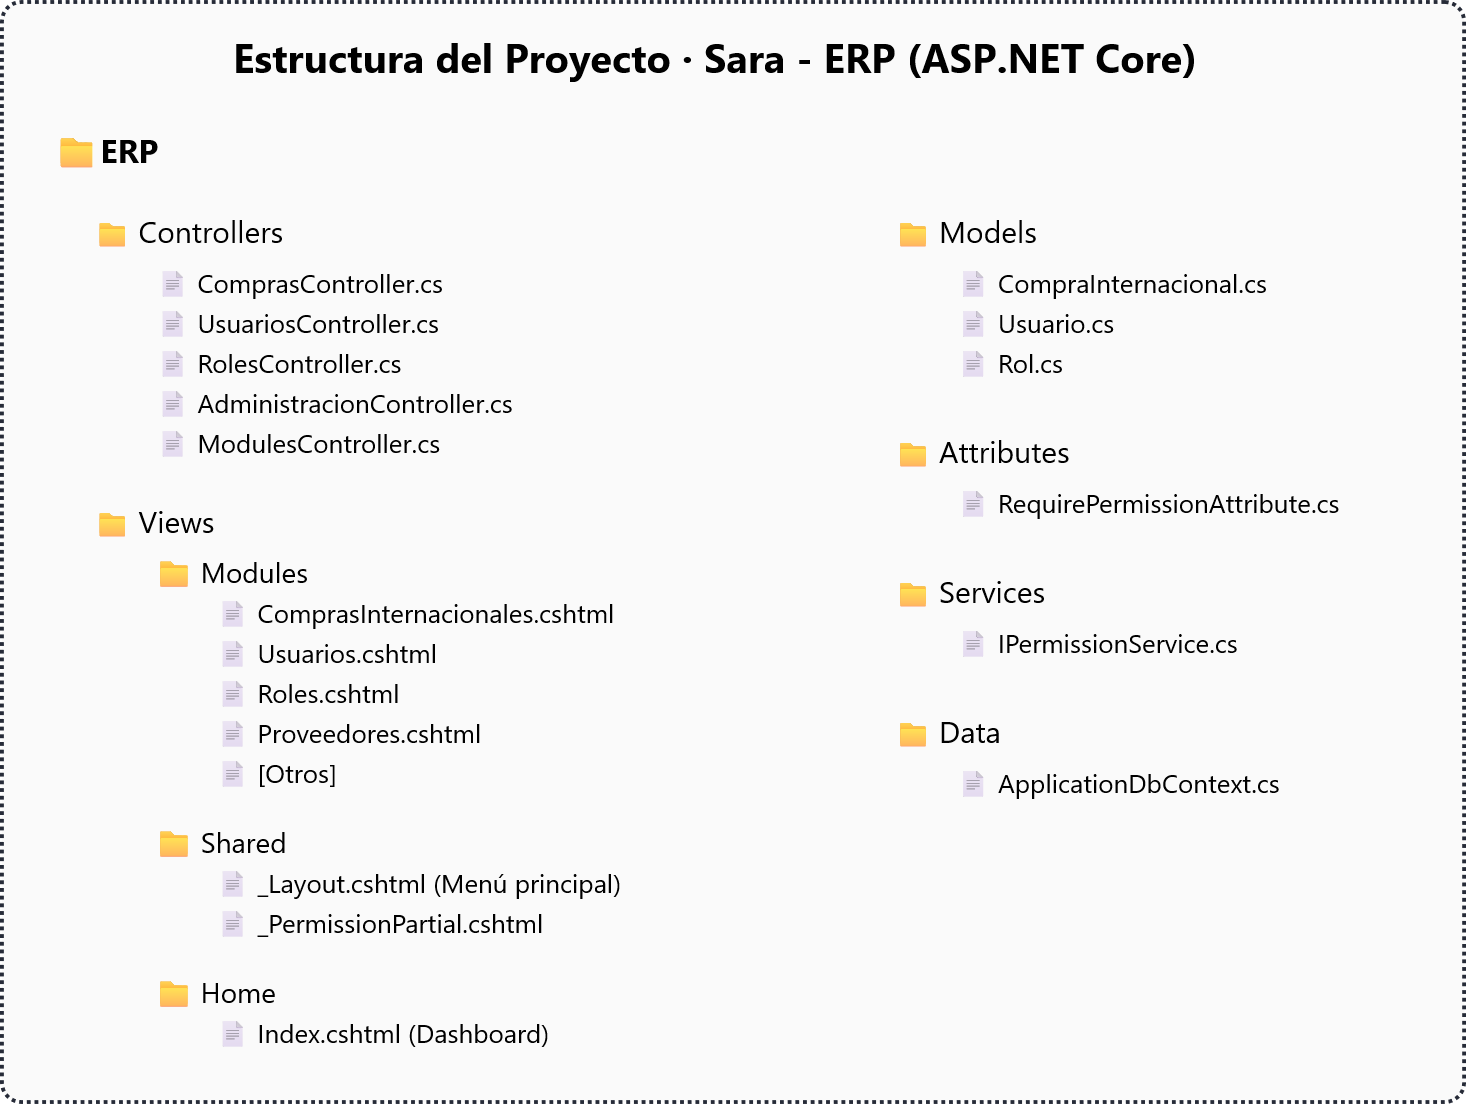 Estructura del Proyecto · Sara - ERP (ASP.NET Core)
ERP
Controllers
ComprasController.cs
UsuariosController.cs
RolesController.cs
AdministracionController.cs
ModulesController.cs
Views
Modules
ComprasInternacionales.cshtml
Usuarios.cshtml
Roles.cshtml
Proveedores.cshtml
[Otros]
Shared
_Layout.cshtml (Menú principal)
_PermissionPartial.cshtml
Home
Index.cshtml (Dashboard)
Models
CompraInternacional.cs
Usuario.cs
Rol.cs
Attributes
RequirePermissionAttribute.cs
Services
IPermissionService.cs
Data
ApplicationDbContext.cs